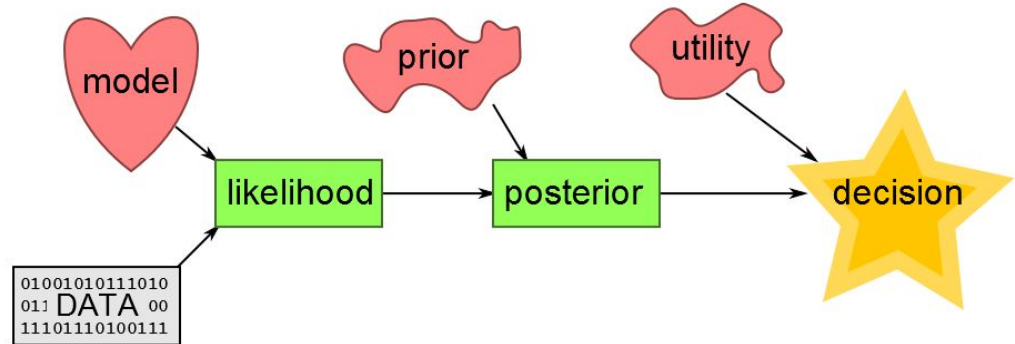 model
prior
utility
likelihood
posterior
decision
01001010111010
011 DATA 00
11101110100111